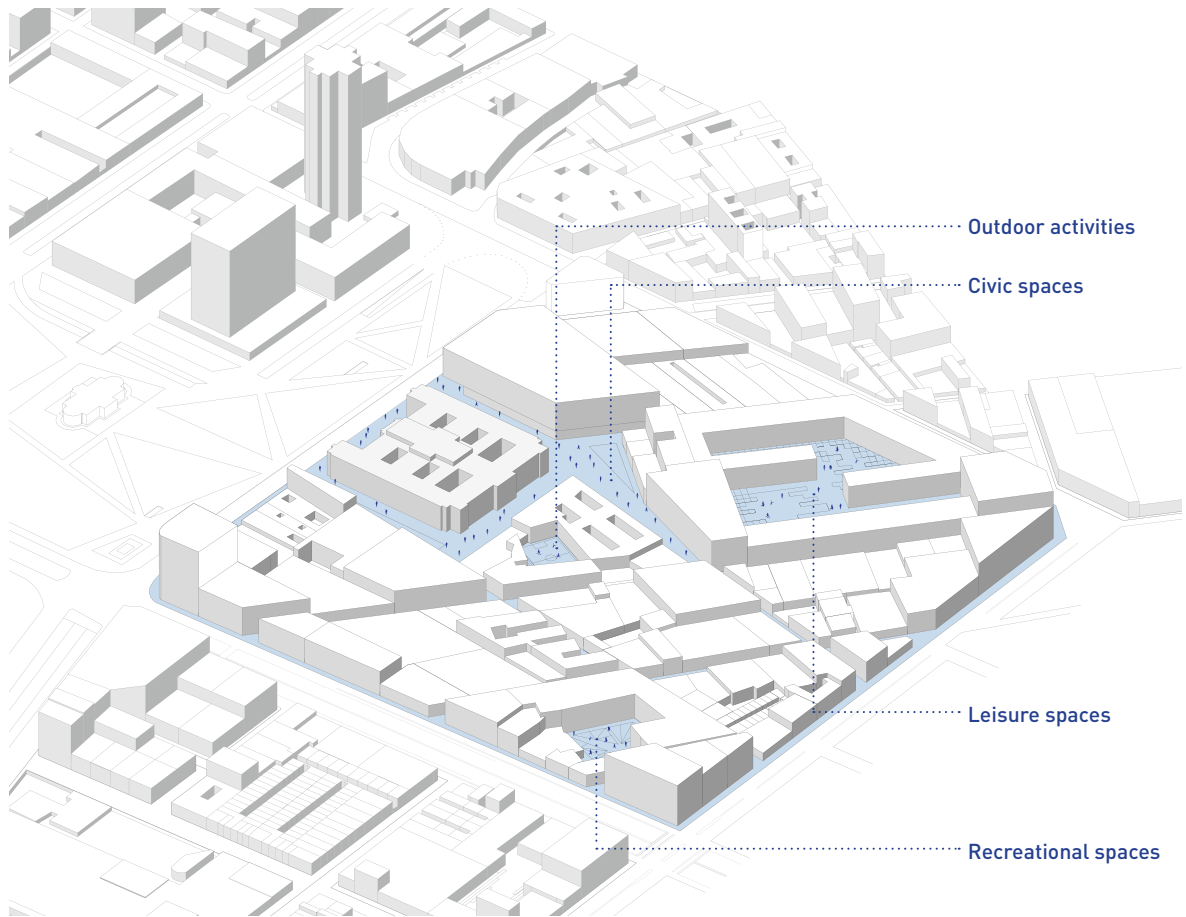 Outdoor activities
Civic spaces
Leisure spaces
Recreational spaces